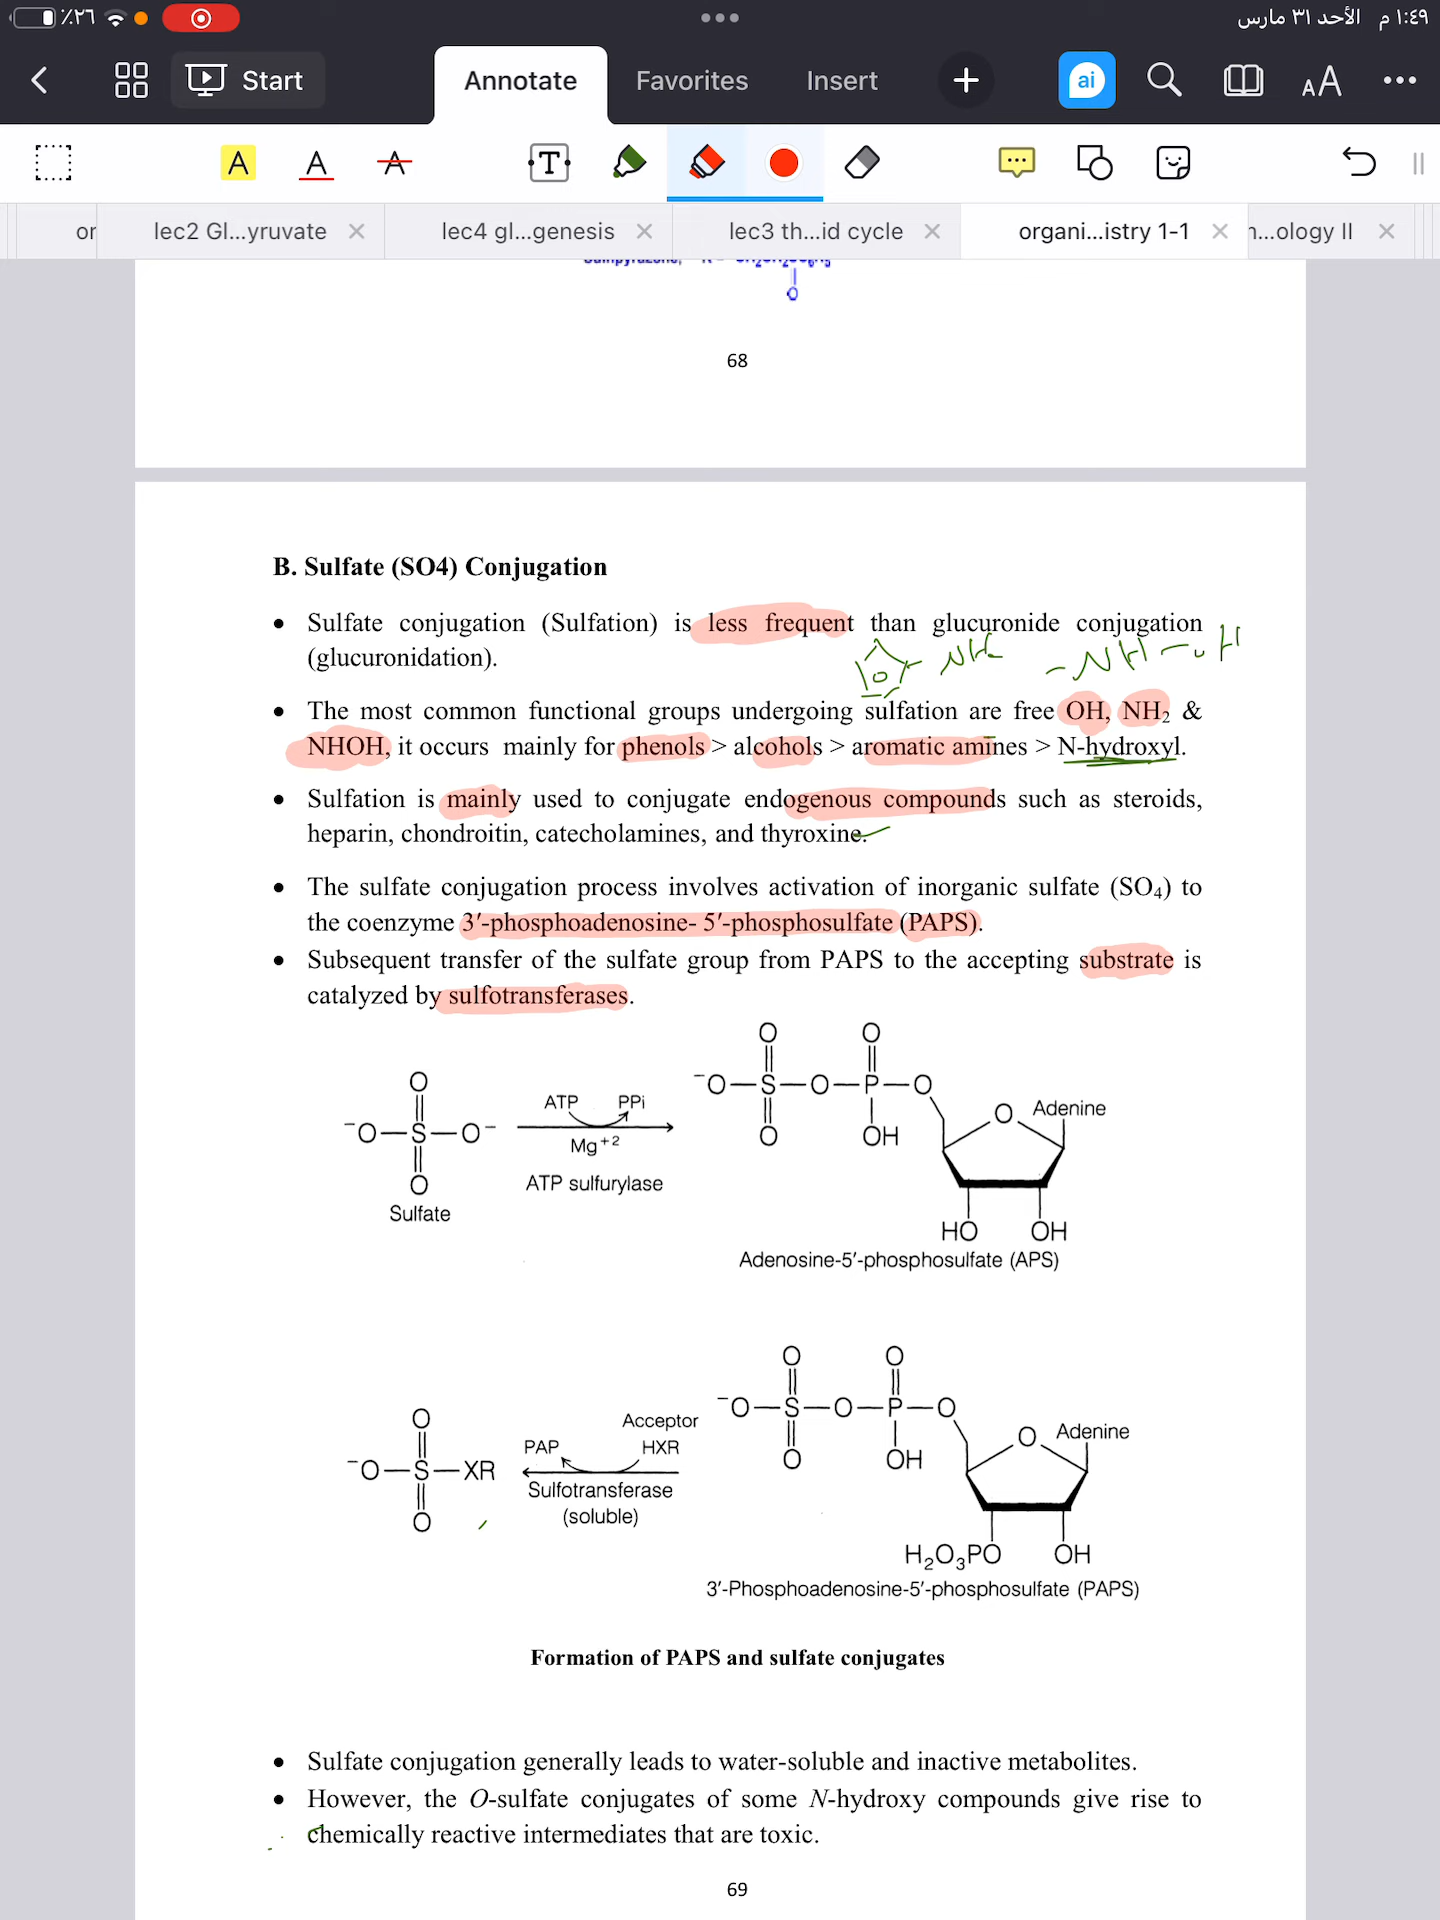 ٪٢٦
١:٤٩ م الأحد ٣١ مارس
Start
Annotate
Favorites
Insert
ai
AA
A A A T
or
lec2 Gl...yruvate
lec4 gl...genesis
lec3 th...id cycle
organi...istry 1-1
...ology II
O
68
B. Sulfate (SO4) Conjugation
• Sulfate conjugation (Sulfation) is less frequent than glucuronide conjugation
(glucuronidation).
-NH-OH
• The most common functional groups undergoing sulfation are free OH, NH₂ &
NHOH, it occurs mainly for phenols > alcohols > aromatic amines > N-hydroxyl.
• Sulfation is mainly used to conjugate endogenous compounds such as steroids,
heparin, chondroitin, catecholamines, and thyroxine.
• The sulfate conjugation process involves activation of inorganic sulfate (SO₄) to
the coenzyme 3′-phosphoadenosine- 5′-phosphosulfate (PAPS).
• Subsequent transfer of the sulfate group from PAPS to the accepting substrate is
catalyzed by sulfotransferases.
O
⁻O—S—O⁻
O
Sulfate
ATP PPi
Mg⁺²
ATP sulfurylase
O O
⁻O—S—O—P—O
O OH
O Adenine
HO OH
Adenosine-5′-phosphosulfate (APS)
O
⁻O—S—XR
O
Acceptor
PAP HXR
Sulfotransferase
(soluble)
O O
⁻O—S—O—P—O
O OH
O Adenine
H₂O₃PO OH
3′-Phosphoadenosine-5′-phosphosulfate (PAPS)
Formation of PAPS and sulfate conjugates
• Sulfate conjugation generally leads to water-soluble and inactive metabolites.
• However, the O-sulfate conjugates of some N-hydroxy compounds give rise to
chemically reactive intermediates that are toxic.
69